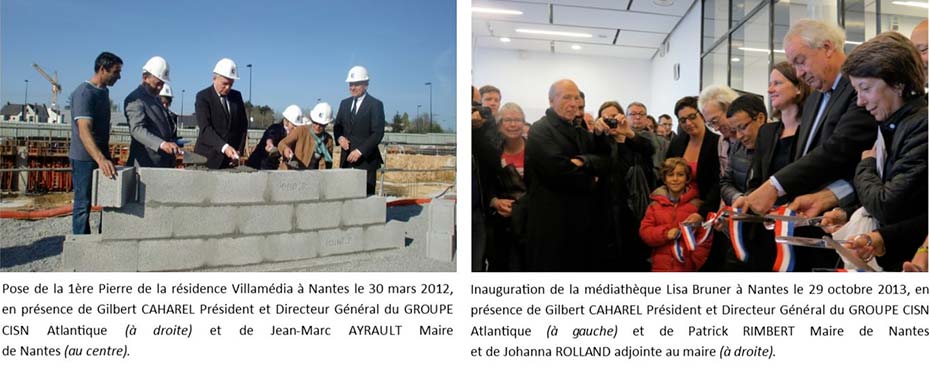 Pose de la 1ère Pierre de la résidence Villamédia à Nantes le 30 mars 2012,
en présence de Gilbert CAHAREL Président et Directeur Général du GROUPE
CISN Atlantique (à droite) et de Jean-Marc AYRAULT Maire
de Nantes (au centre).
Inauguration de la médiathèque Lisa Bruner à Nantes le 29 octobre 2013, en
présence de Gilbert CAHAREL Président et Directeur Général du GROUPE CISN
Atlantique (à gauche) et de Patrick RIMBERT Maire de Nantes
et de Johanna ROLLAND adjointe au maire (à droite).